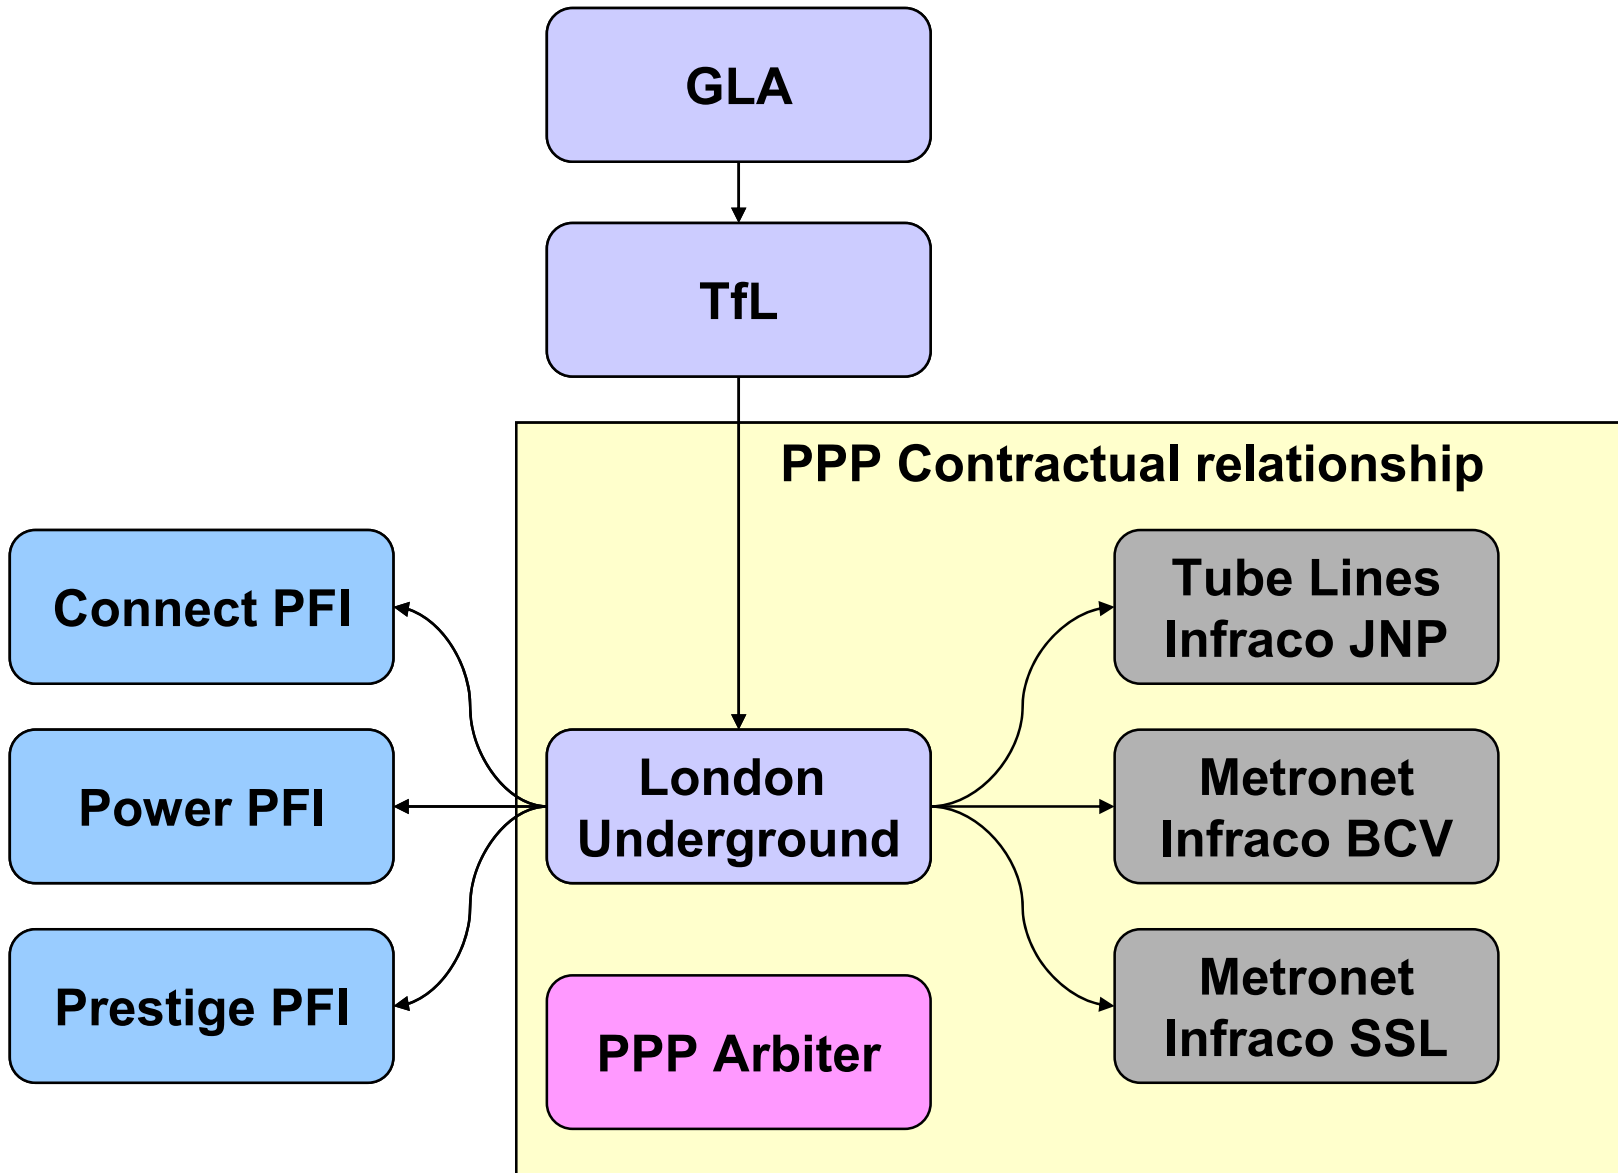 GLA
TfL
PPP Contractual relationship
Connect PFI
Power PFI
Prestige PFI
London
Underground
PPP Arbiter
Tube Lines
Infraco JNP
Metronet
Infraco BCV
Metronet
Infraco SSL